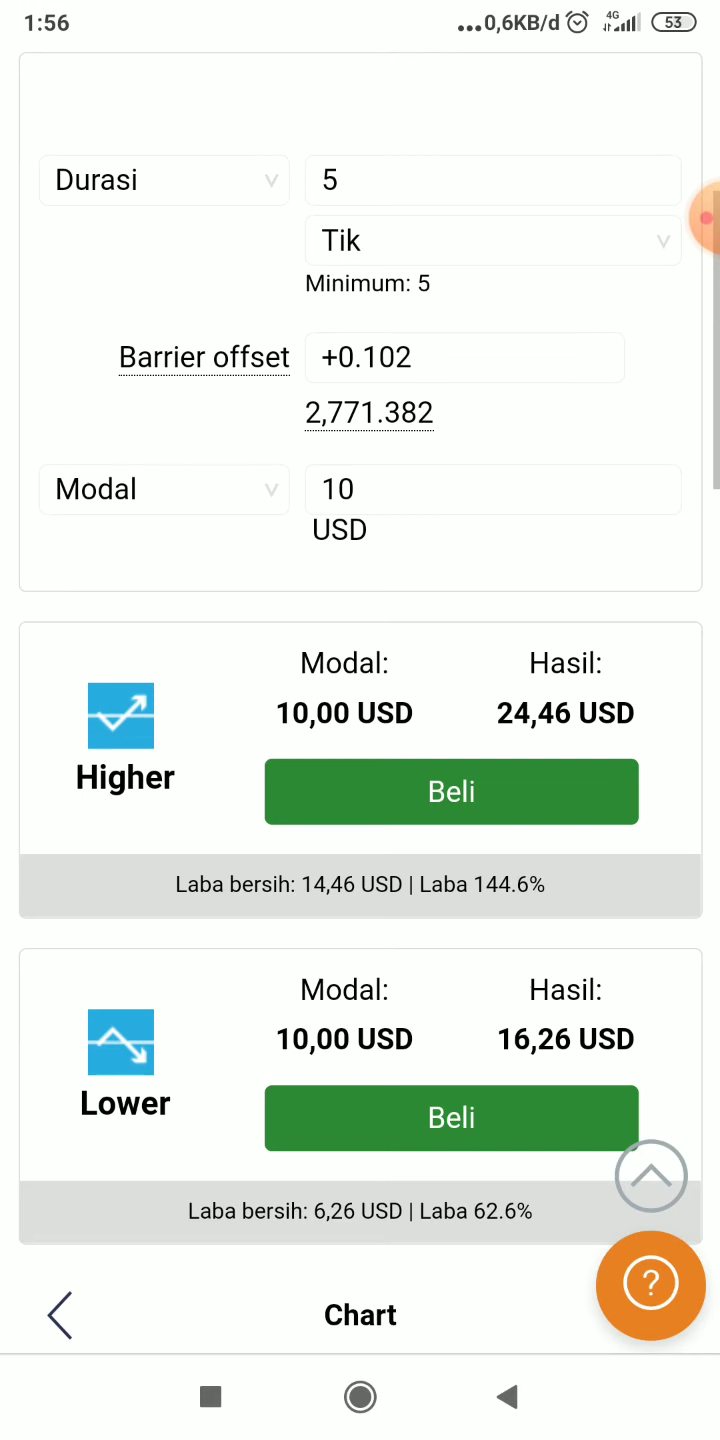 1:56 ...0,6KB/d 4G 53
Durasi 5
Tik
Minimum: 5
Barrier offset +0.102
2,771.382
Modal 10
USD
Modal: Hasil:
10,00 USD 24,46 USD
Higher
Beli
Laba bersih: 14,46 USD | Laba 144.6%
Modal: Hasil:
10,00 USD 16,26 USD
Lower
Beli
Laba bersih: 6,26 USD | Laba 62.6%
?
Chart